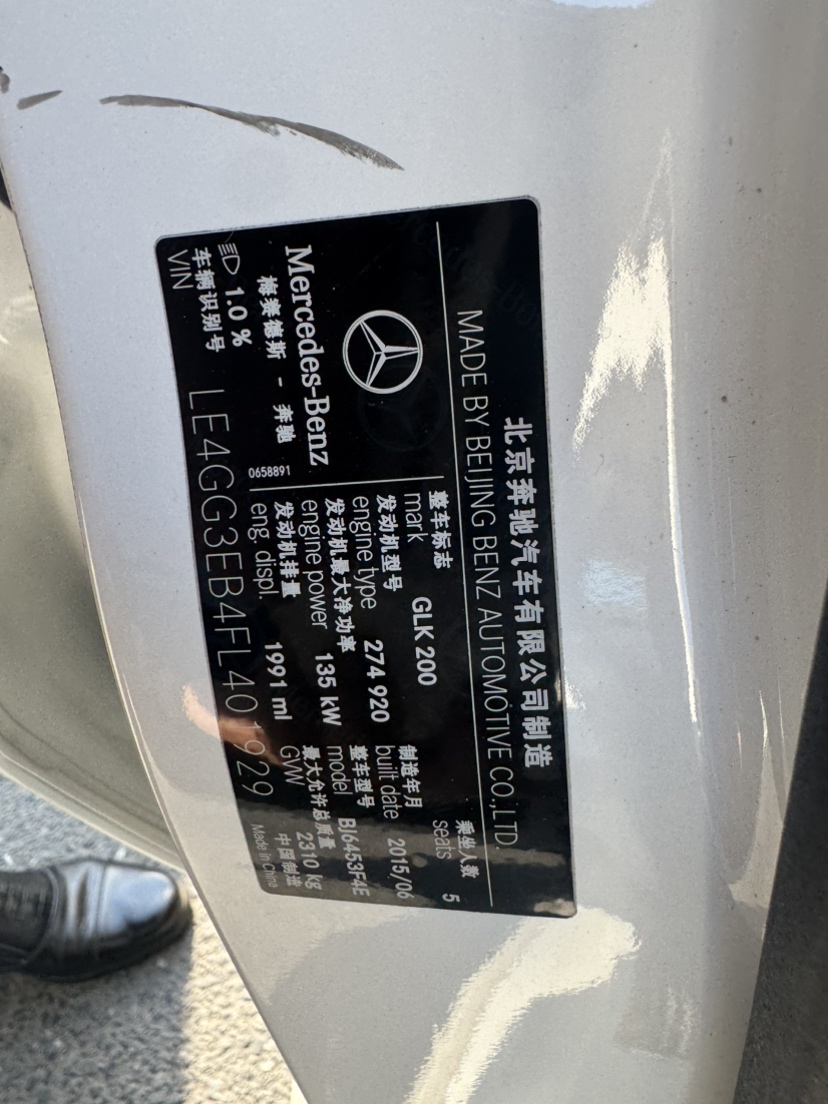 北京奔驰汽车有限公司制造
MADE BY BEIJING BENZ AUTOMOTIVE CO.,LTD.
Mercedes-Benz
梅赛德斯 - 奔驰
1.0 %
0658891
整车标志
mark GLK 200
乘坐人数
seats 5
发动机型号
engine type 274 920
制造年月
built date 2015/06
发动机最大净功率
engine power 135 kW
整车型号
model BJ6453F4E
发动机排量
eng. displ. 1991 ml
最大允许总质量
GVW 2310 kg
车辆识别号
VIN LE4GG3EB4FL401929
中国制造
Made in China